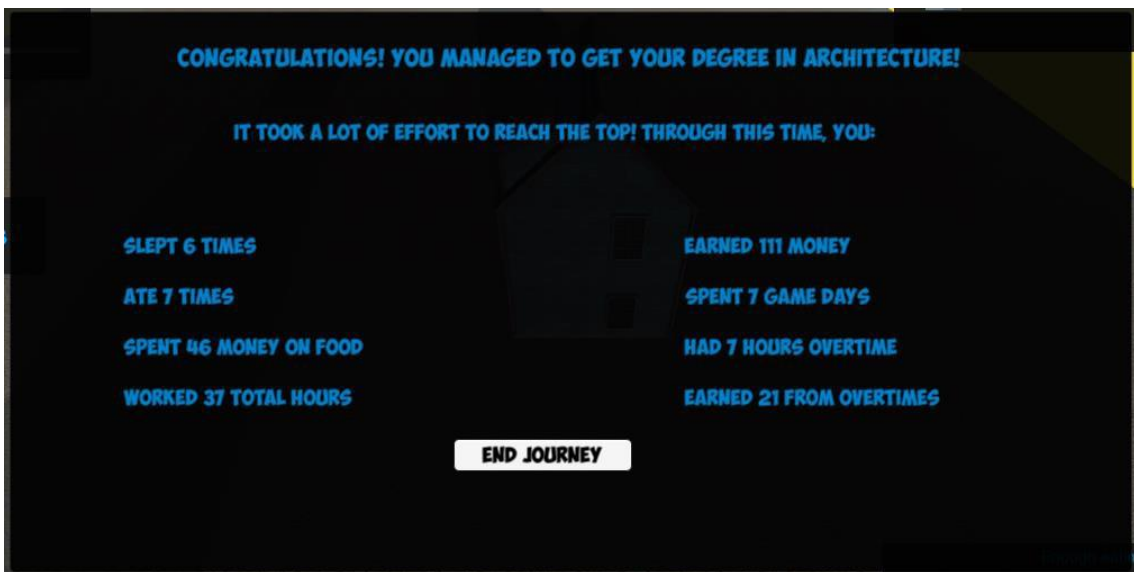 CONGRATULATIONS! YOU MANAGED TO GET YOUR DEGREE IN ARCHITECTURE!
IT TOOK A LOT OF EFFORT TO REACH THE TOP! THROUGH THIS TIME, YOU:
SLEPT 6 TIMES
EARNED 111 MONEY
ATE 7 TIMES
SPENT 7 GAME DAYS
SPENT 46 MONEY ON FOOD
HAD 7 HOURS OVERTIME
WORKED 37 TOTAL HOURS
EARNED 21 FROM OVERTIMES
END JOURNEY